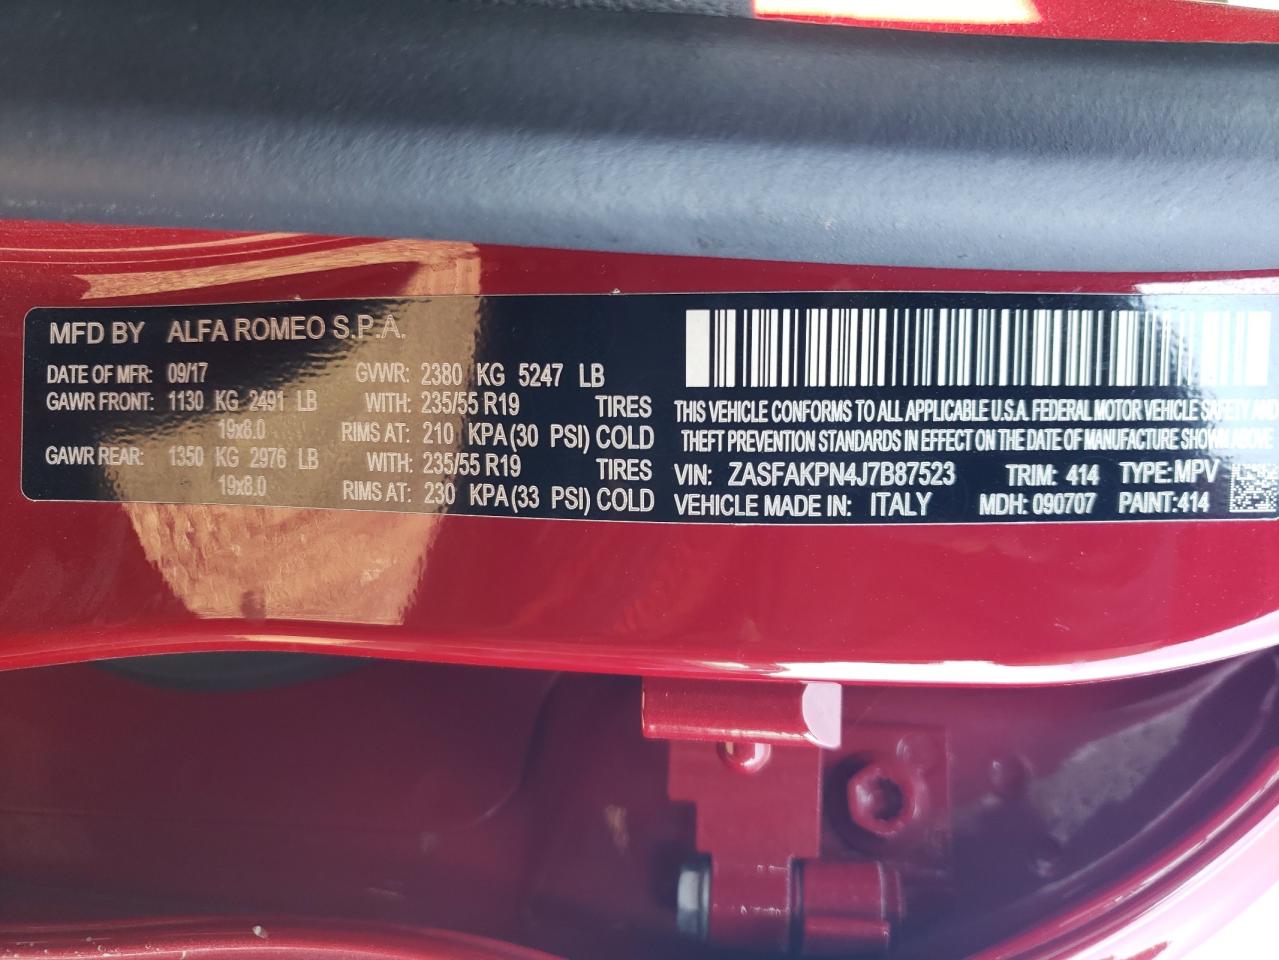 MFD BY ALFA ROMEO S.P.A.
DATE OF MFR: 09/17 GVWR: 2380 KG 5247 LB
GAWR FRONT: 1130 KG 2491 LB WITH: 235/55 R19 TIRES
19x8.0 RIMS AT: 210 KPA (30 PSI) COLD
GAWR REAR: 1350 KG 2976 LB WITH: 235/55 R19 TIRES
19x8.0 RIMS AT: 230 KPA (33 PSI) COLD
THIS VEHICLE CONFORMS TO ALL APPLICABLE U.S.A. FEDERAL MOTOR VEHICLE SAFETY AND
THEFT PREVENTION STANDARDS IN EFFECT ON THE DATE OF MANUFACTURE SHOWN ABOVE
VIN: ZASFAKPN4J7B87523 TRIM: 414 TYPE: MPV
VEHICLE MADE IN: ITALY MDH: 090707 PAINT:414